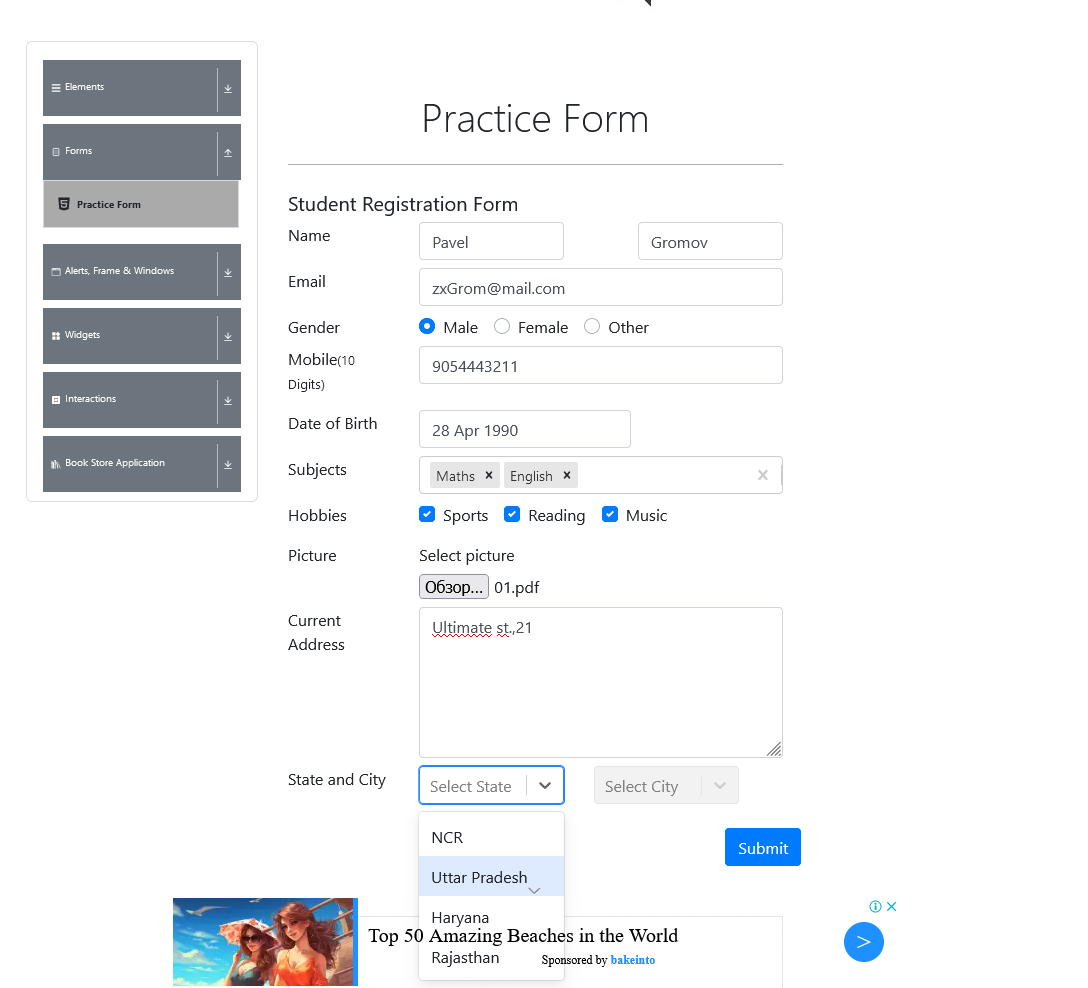 Elements
Forms
Practice Form
Alerts, Frame & Windows
Widgets
Interactions
Book Store Application
Practice Form
Student Registration Form
Name Pavel Gromov
Email zxGrom@mail.com
Gender Male Female Other
Mobile(10 Digits) 9054443211
Date of Birth 28 Apr 1990
Subjects Maths × English ×
Hobbies Sports Reading Music
Picture Select picture
Обзор... 01.pdf
Current Address Ultimate st.,21
State and City Select State Select City
NCR
Submit
Uttar Pradesh
Haryana
Top 50 Amazing Beaches in the World
Rajasthan
Sponsored by bakeinto